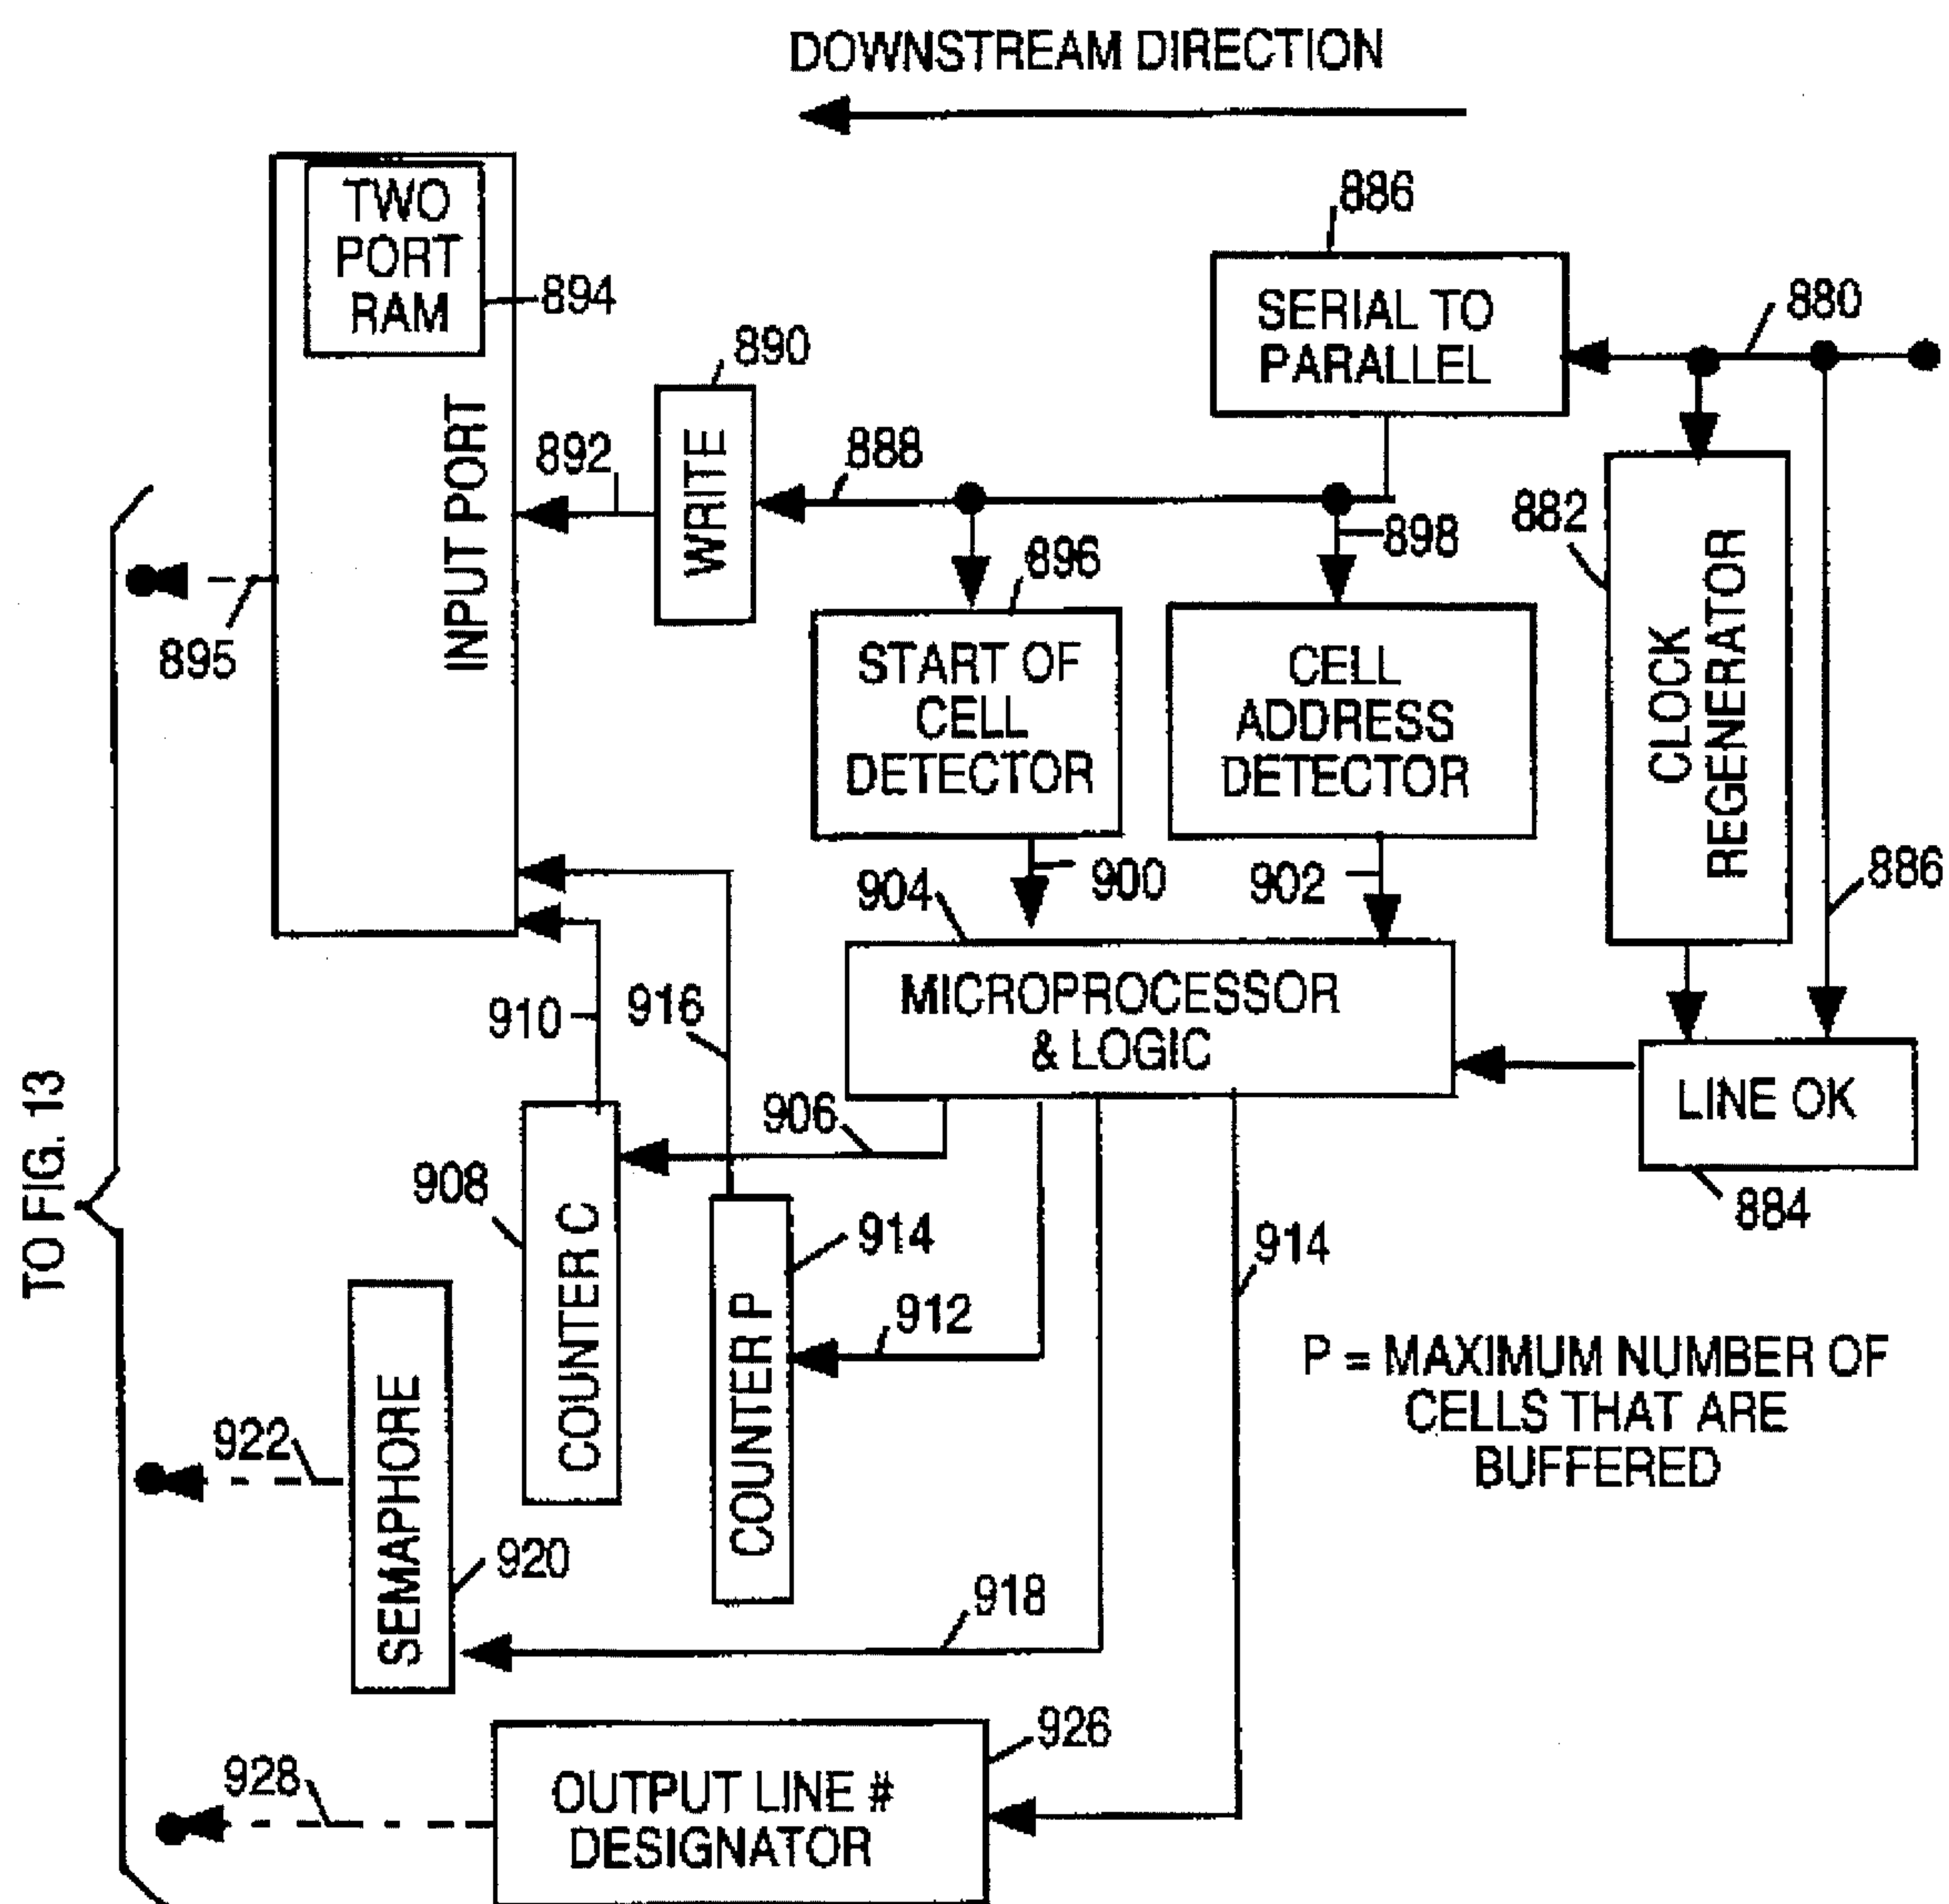 DOWNSTREAM DIRECTION
TWO
PORT
RAM
894
INPUT PORT
895
892
890
WRITE
888
886
SERIAL TO
PARALLEL
880
882
CLOCK
REGENERATOR
886
896
START OF
CELL
DETECTOR
898
CELL
ADDRESS
DETECTOR
900
902
904
MICROPROCESSOR
& LOGIC
LINE OK
884
910
916
906
908
COUNTER C
914
COUNTER P
912
914
P = MAXIMUM NUMBER OF
CELLS THAT ARE
BUFFERED
TO FIG. 13
922
SEMAPHORE
920
918
928
926
OUTPUT LINE #
DESIGNATOR